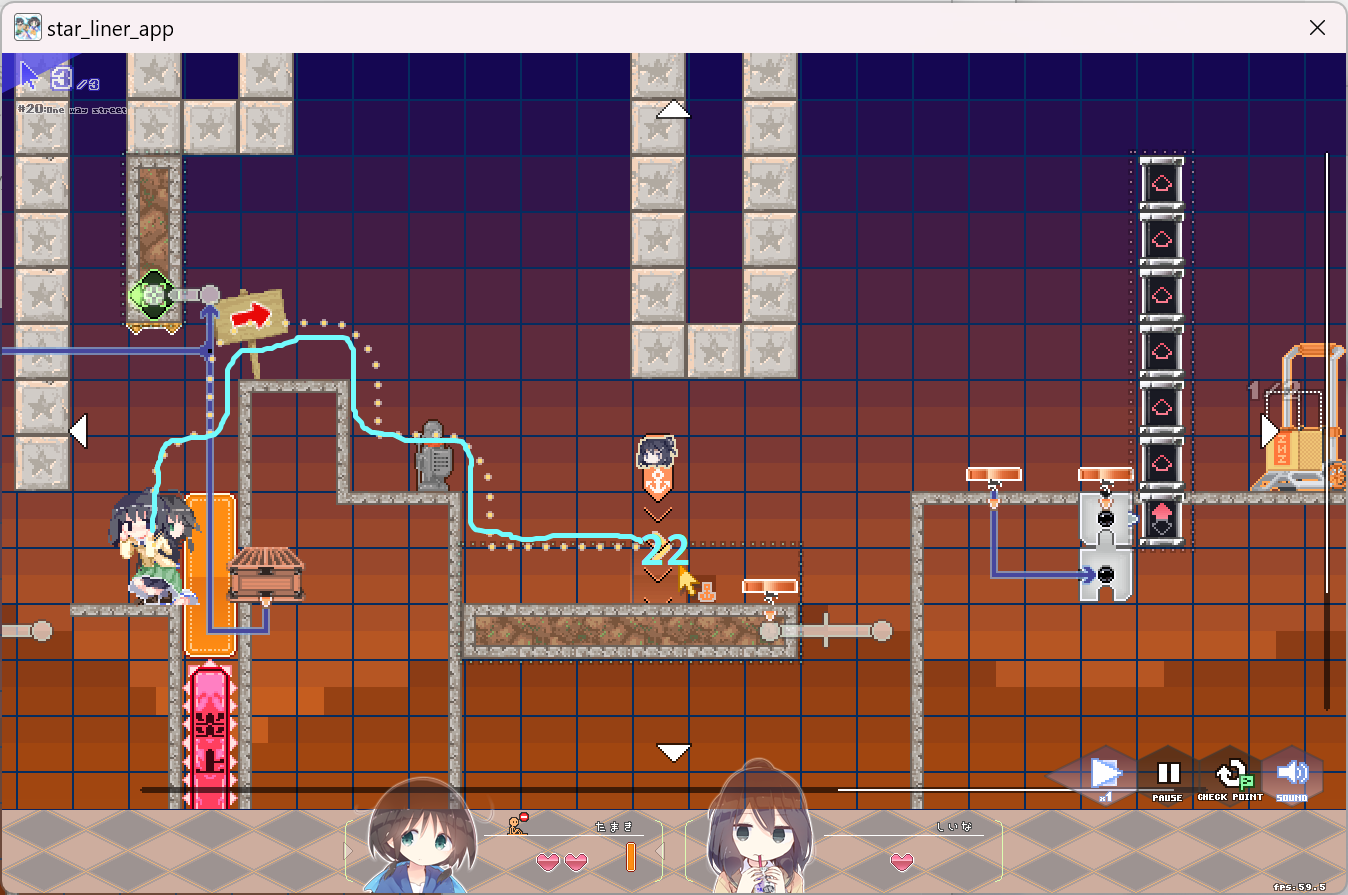 star_liner_app
3/3
#20:One way street
22
1/2
x1
PAUSE
CHECK POINT
SOUND
たまき
しいな
fps:59.5